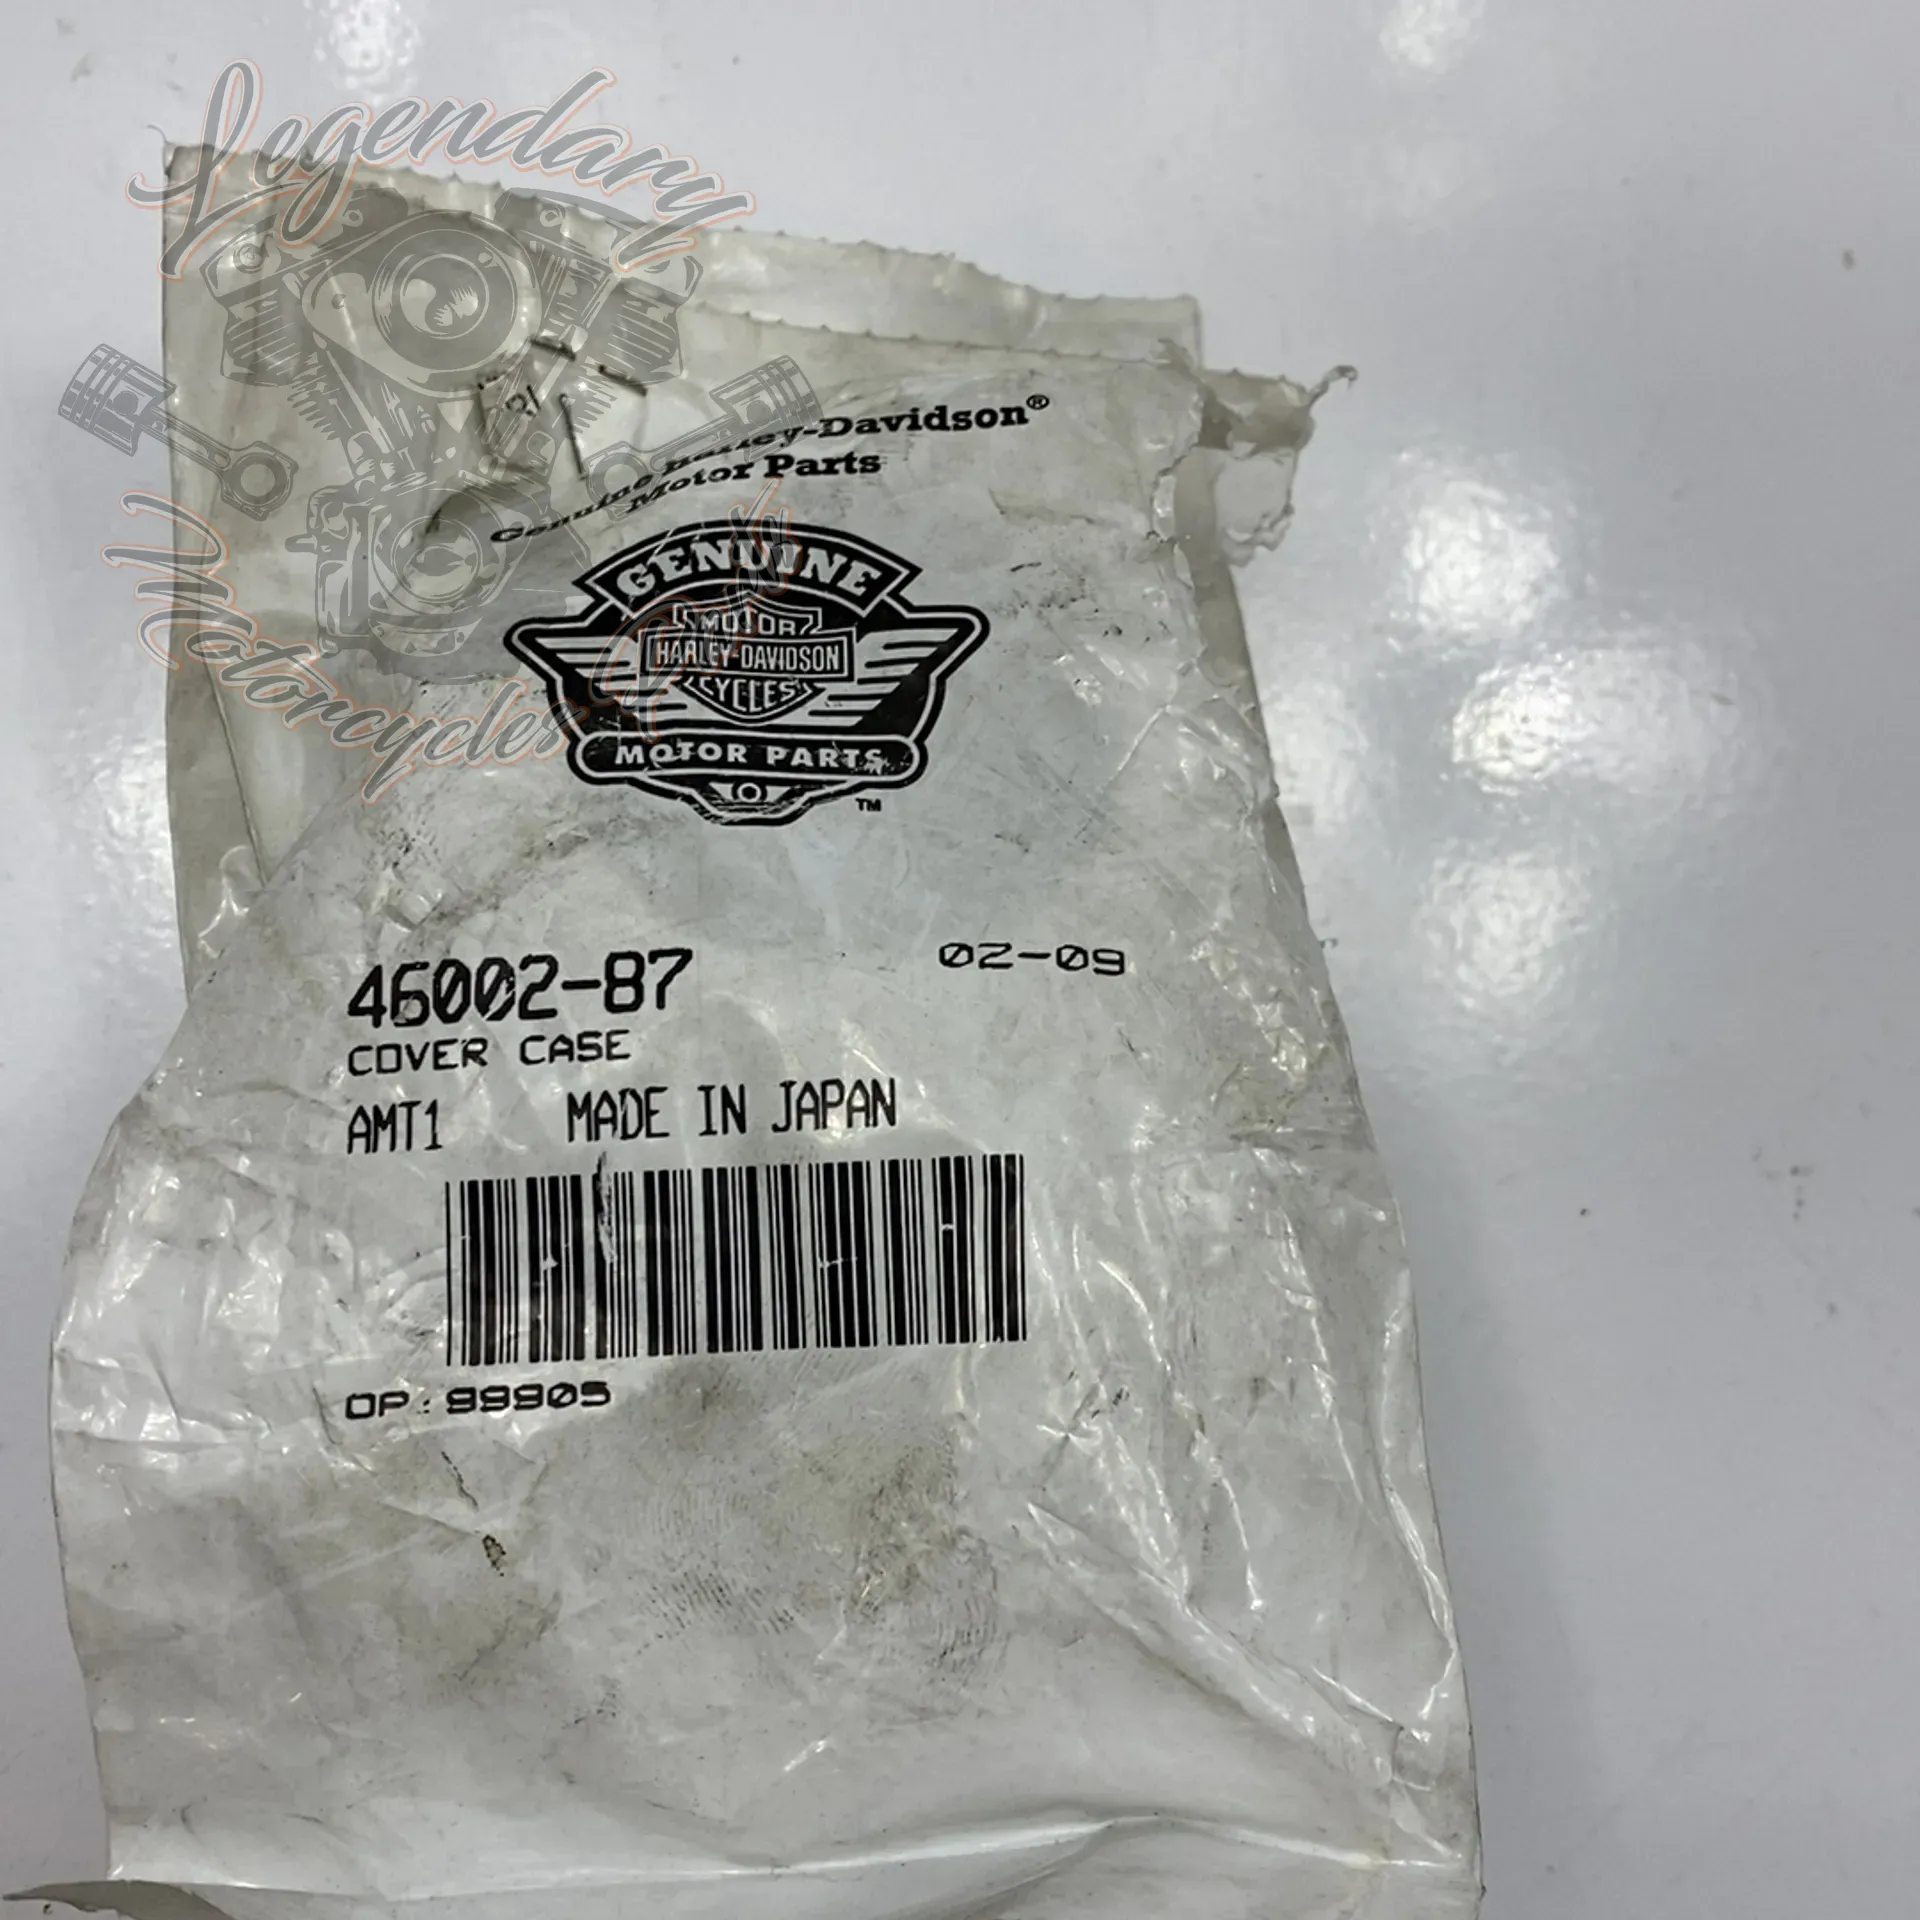 Legendary
Motorcycles Parts
Genuine Harley-Davidson®
Motor Parts
GENUINE
MOTOR
HARLEY-DAVIDSON
CYCLES
MOTOR PARTS
TM
46002-87 02-09
COVER CASE
AMT1 MADE IN JAPAN
OP: 99905